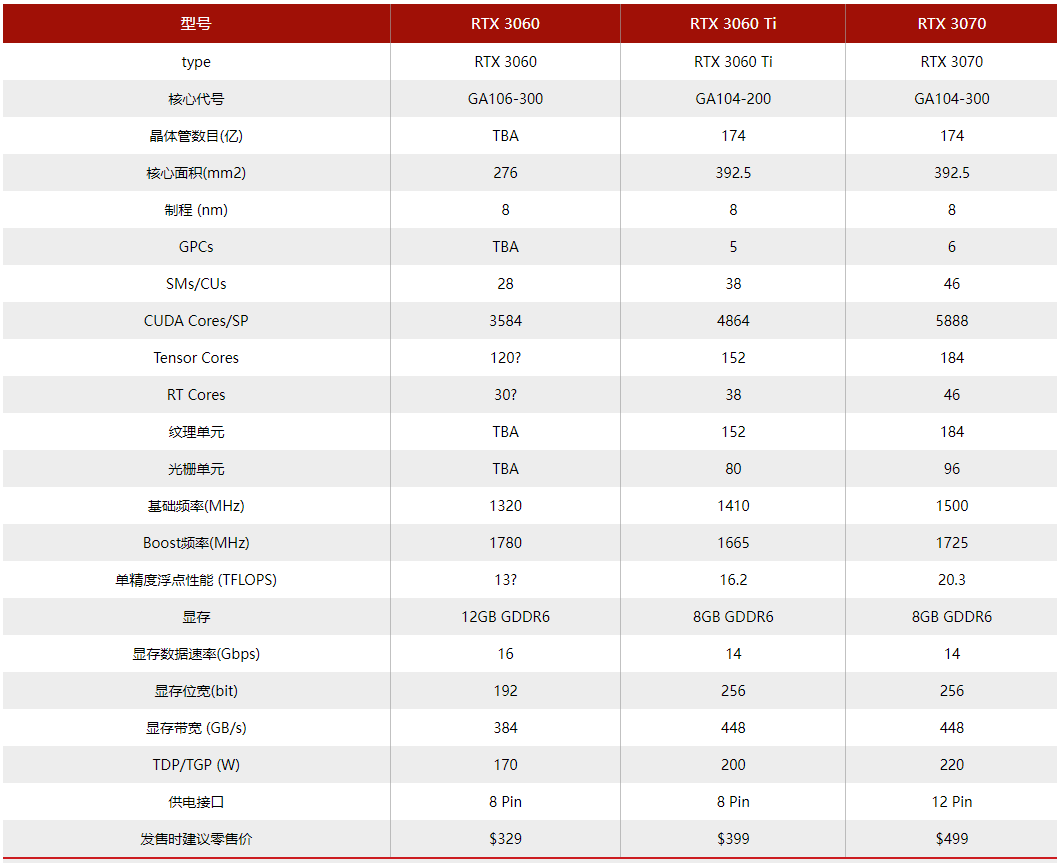 型号 RTX 3060 RTX 3060 Ti RTX 3070
type RTX 3060 RTX 3060 Ti RTX 3070
核心代号 GA106-300 GA104-200 GA104-300
晶体管数目(亿) TBA 174 174
核心面积(mm2) 276 392.5 392.5
制程 (nm) 8 8 8
GPCs TBA 5 6
SMs/CUs 28 38 46
CUDA Cores/SP 3584 4864 5888
Tensor Cores 120? 152 184
RT Cores 30? 38 46
纹理单元 TBA 152 184
光栅单元 TBA 80 96
基础频率(MHz) 1320 1410 1500
Boost频率(MHz) 1780 1665 1725
单精度浮点性能 (TFLOPS) 13? 16.2 20.3
显存 12GB GDDR6 8GB GDDR6 8GB GDDR6
显存数据速率(Gbps) 16 14 14
显存位宽(bit) 192 256 256
显存带宽 (GB/s) 384 448 448
TDP/TGP (W) 170 200 220
供电接口 8 Pin 8 Pin 12 Pin
发售时建议零售价 $329 $399 $499